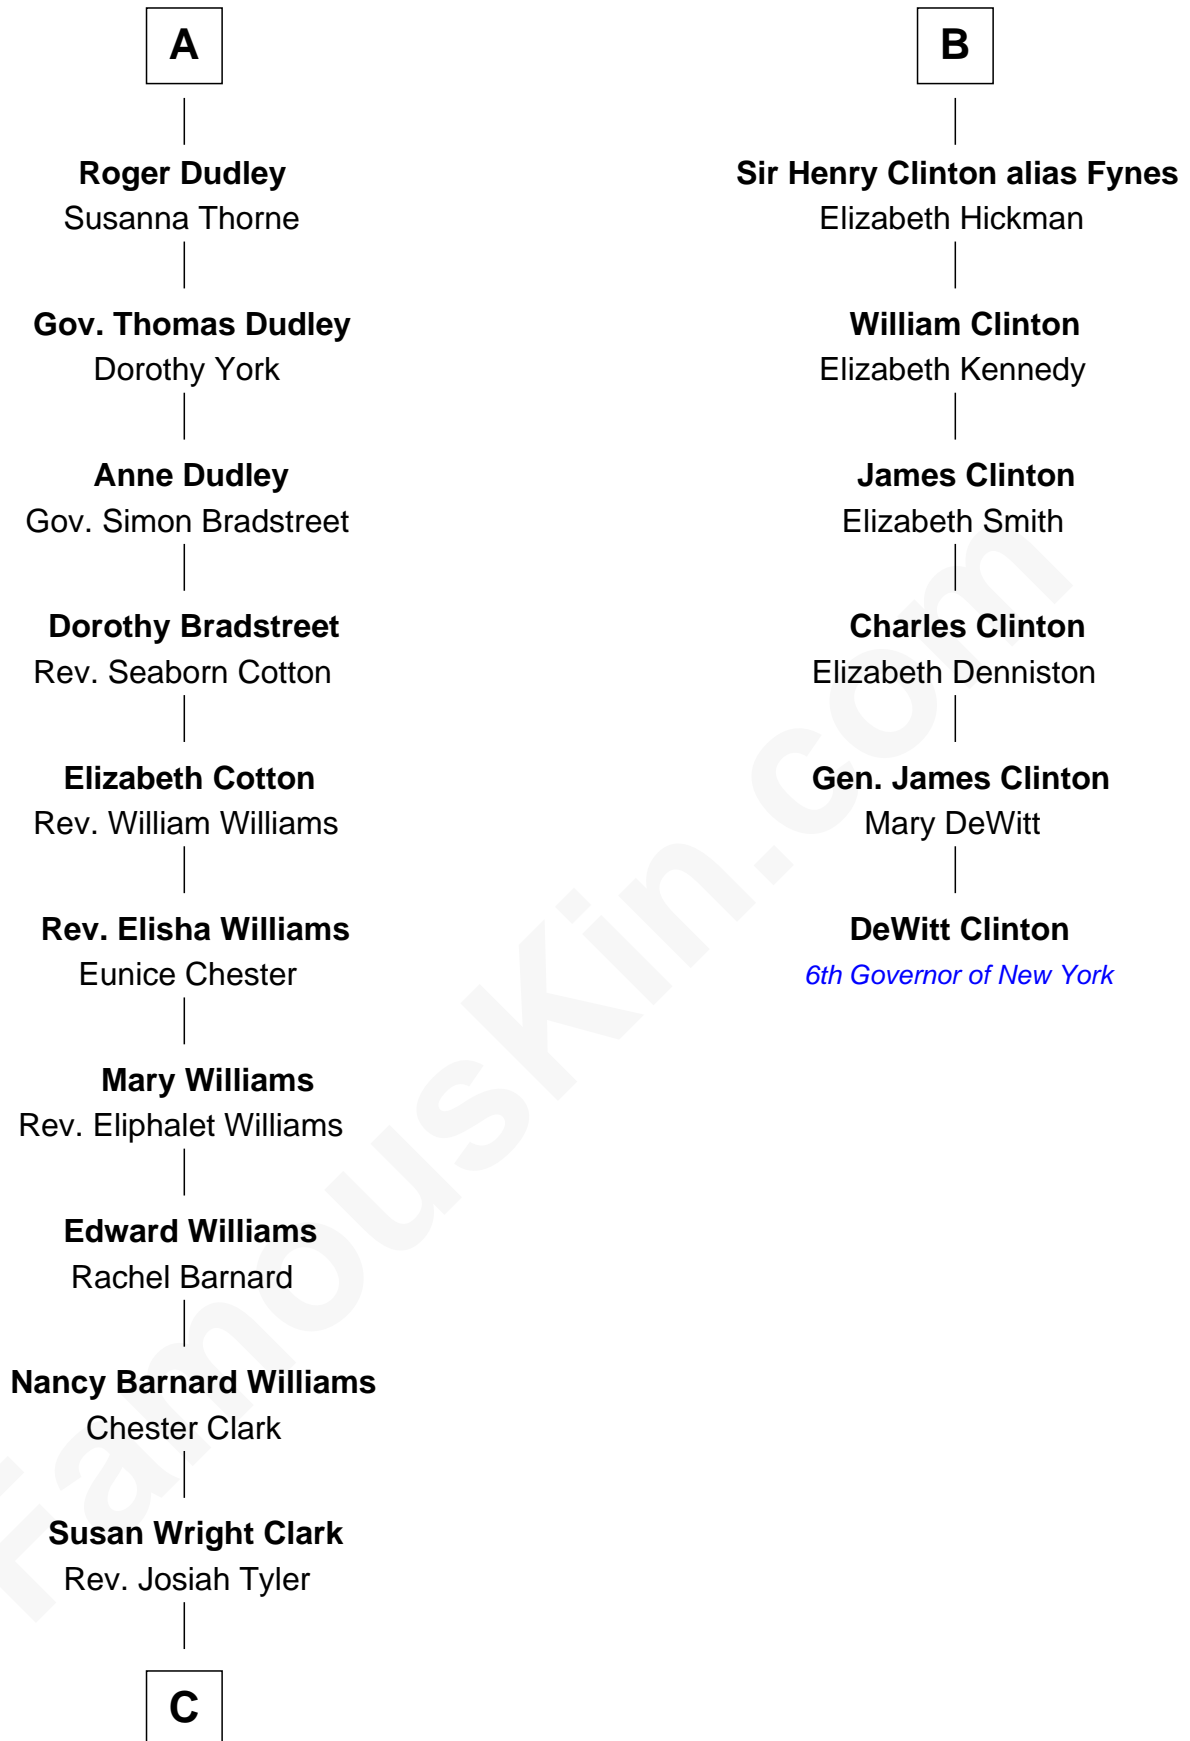 A
Roger Dudley
Susanna Thorne
Gov. Thomas Dudley
Dorothy York
Anne Dudley
Gov. Simon Bradstreet
Dorothy Bradstreet
Rev. Seaborn Cotton
Elizabeth Cotton
Rev. William Williams
Rev. Elisha Williams
Eunice Chester
Mary Williams
Rev. Eliphalet Williams
Edward Williams
Rachel Barnard
Nancy Barnard Williams
Chester Clark
Susan Wright Clark
Rev. Josiah Tyler
C
B
Sir Henry Clinton alias Fynes
Elizabeth Hickman
William Clinton
Elizabeth Kennedy
James Clinton
Elizabeth Smith
Charles Clinton
Elizabeth Denniston
Gen. James Clinton
Mary DeWitt
DeWitt Clinton
6th Governor of New York
FamousKin.com